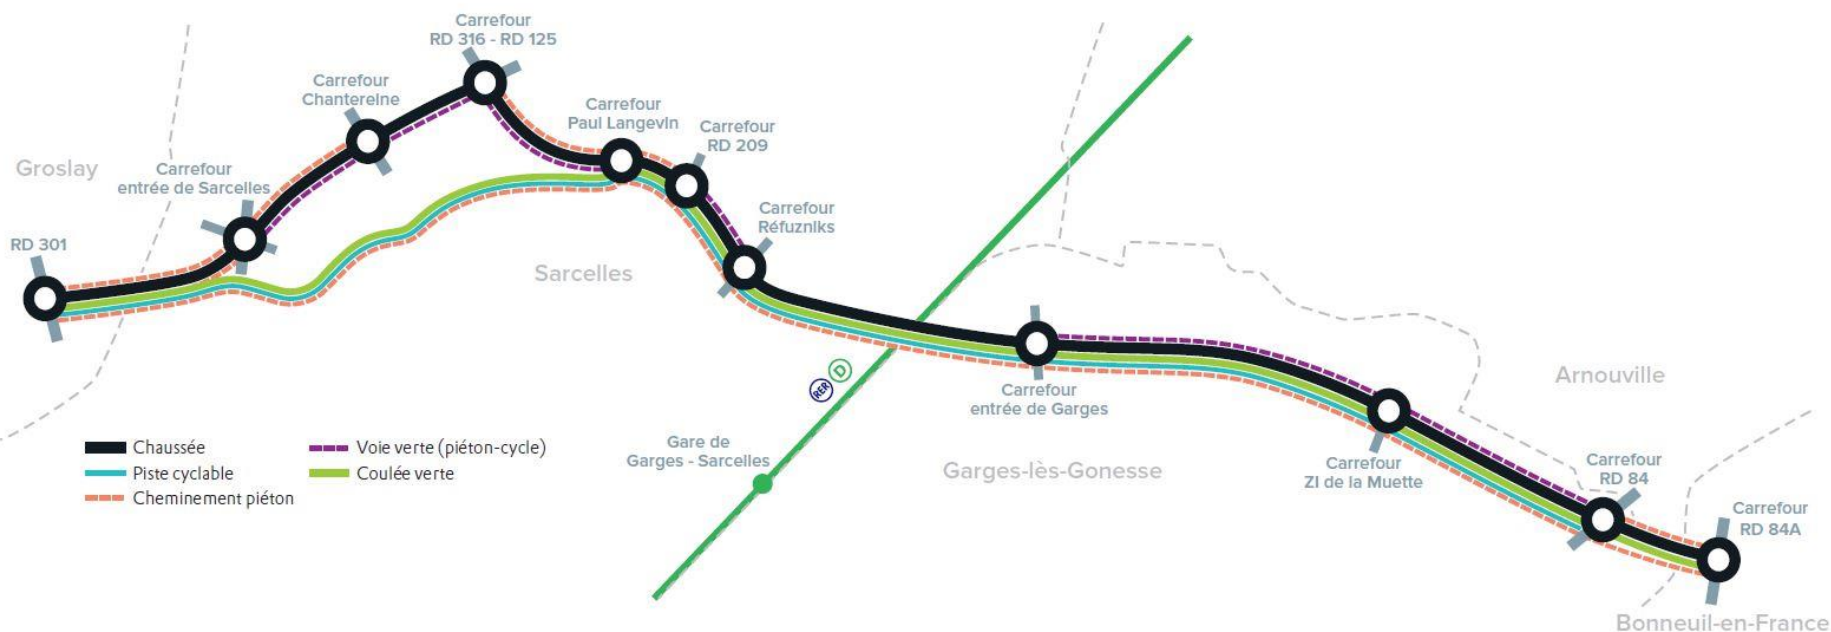 Carrefour
RD 316 - RD 125
Carrefour
Chantereine
Carrefour
Paul Langevin
Carrefour
RD 209
Groslay
Carrefour
entrée de Sarcelles
Carrefour
Réfuzniks
RD 301
Sarcelles
RER D
Carrefour
entrée de Garges
Arnouville
Gare de
Garges - Sarcelles
Garges-lès-Gonesse
Carrefour
ZI de la Muette
Carrefour
RD 84
Carrefour
RD 84A
Bonneuil-en-France
Chaussée
Piste cyclable
Cheminement piéton
Voie verte (piéton-cycle)
Coulée verte